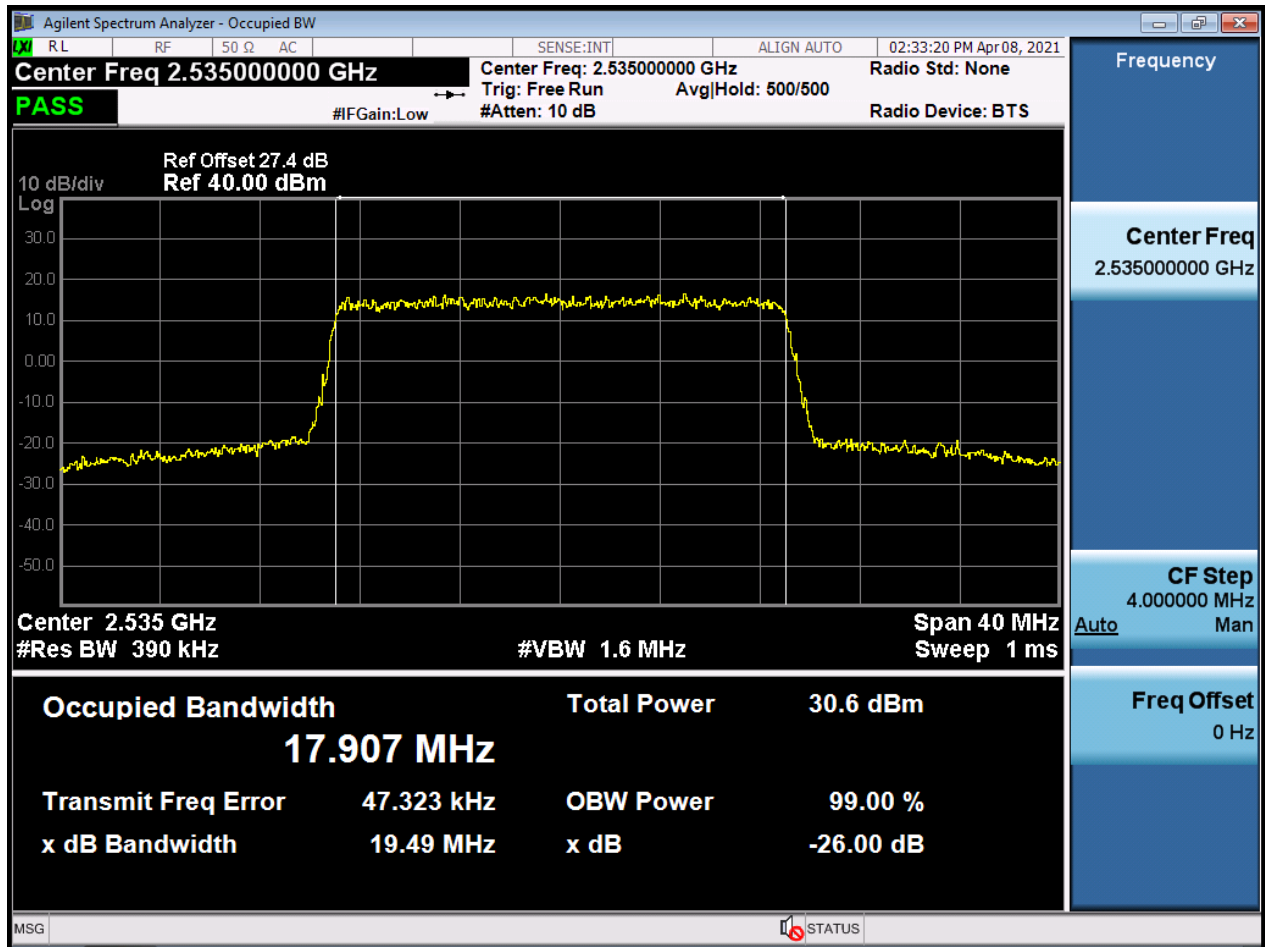 Agilent Spectrum Analyzer - Occupied BW
LXI RL RF 50 Ω AC SENSE:INT ALIGN AUTO 02:33:20 PM Apr 08, 2021
Center Freq 2.535000000 GHz
PASS
#IFGain:Low
Center Freq: 2.535000000 GHz
Trig: Free Run Avg|Hold: 500/500
#Atten: 10 dB
Radio Std: None
Radio Device: BTS
Ref Offset 27.4 dB
10 dB/div Ref 40.00 dBm
Log
30.0
20.0
10.0
0.00
-10.0
-20.0
-30.0
-40.0
-50.0
Center 2.535 GHz Span 40 MHz
#Res BW 390 kHz #VBW 1.6 MHz Sweep 1 ms
Occupied Bandwidth Total Power 30.6 dBm
17.907 MHz
Transmit Freq Error 47.323 kHz OBW Power 99.00 %
x dB Bandwidth 19.49 MHz x dB -26.00 dB
Frequency
Center Freq
2.535000000 GHz
CF Step
4.000000 MHz
Auto Man
Freq Offset
0 Hz
MSG STATUS